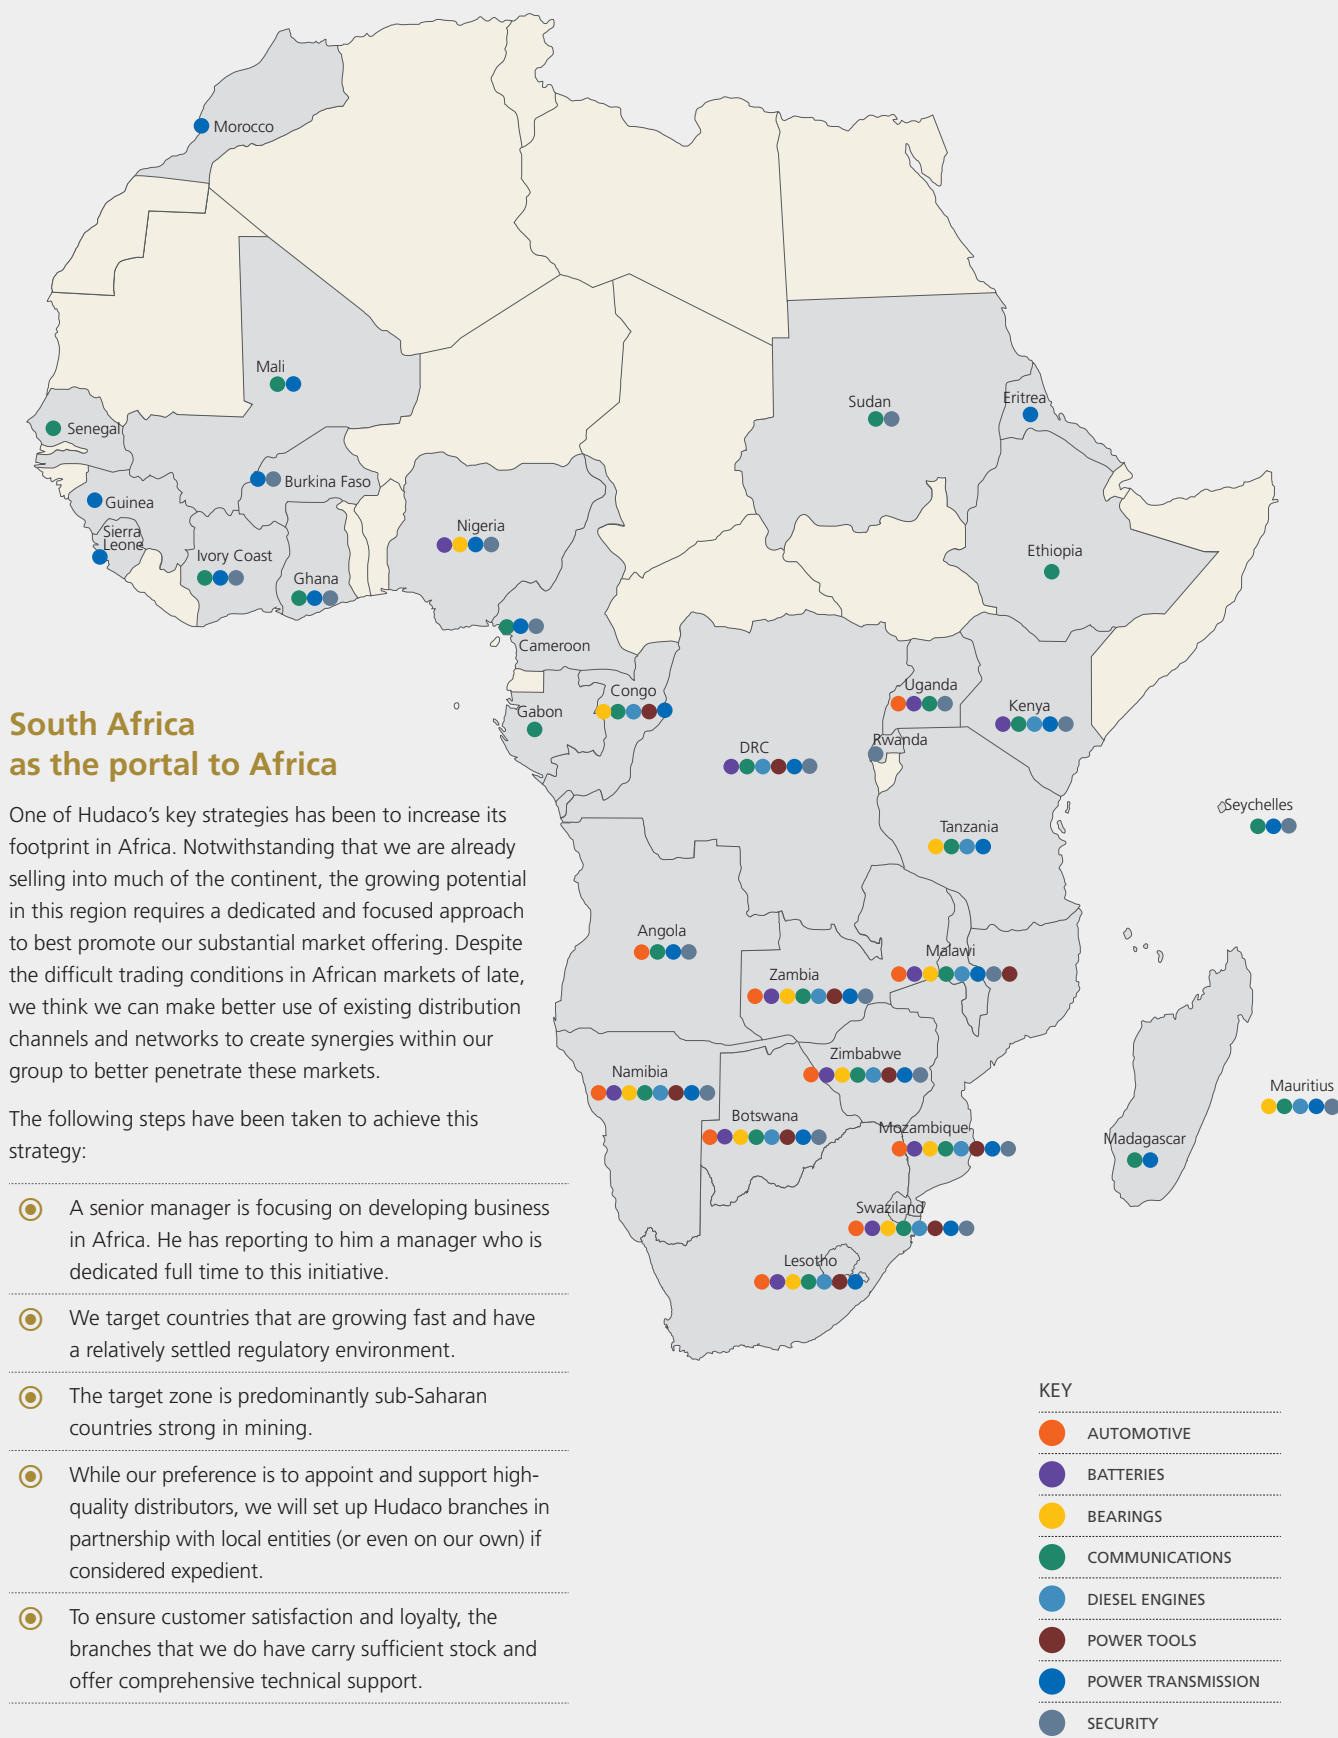 Morocco
Mali
Senegal
Burkina Faso
Guinea
Sierra
Leone
Ivory Coast
Ghana
Nigeria
Cameroon
Sudan
Eritrea
Ethiopia
Congo
Gabon
Uganda
Kenya
DRC
Rwanda
Tanzania
Seychelles
Angola
Malawi
Zambia
Zimbabwe
Namibia
Botswana
Mozambique
Mauritius
Madagascar
Swaziland
Lesotho
South Africa
as the portal to Africa
One of Hudaco’s key strategies has been to increase its
footprint in Africa. Notwithstanding that we are already
selling into much of the continent, the growing potential
in this region requires a dedicated and focused approach
to best promote our substantial market offering. Despite
the difficult trading conditions in African markets of late,
we think we can make better use of existing distribution
channels and networks to create synergies within our
group to better penetrate these markets.
The following steps have been taken to achieve this
strategy:
A senior manager is focusing on developing business
in Africa. He has reporting to him a manager who is
dedicated full time to this initiative.
We target countries that are growing fast and have
a relatively settled regulatory environment.
The target zone is predominantly sub-Saharan
countries strong in mining.
While our preference is to appoint and support high-
quality distributors, we will set up Hudaco branches in
partnership with local entities (or even on our own) if
considered expedient.
To ensure customer satisfaction and loyalty, the
branches that we do have carry sufficient stock and
offer comprehensive technical support.
KEY
AUTOMOTIVE
BATTERIES
BEARINGS
COMMUNICATIONS
DIESEL ENGINES
POWER TOOLS
POWER TRANSMISSION
SECURITY